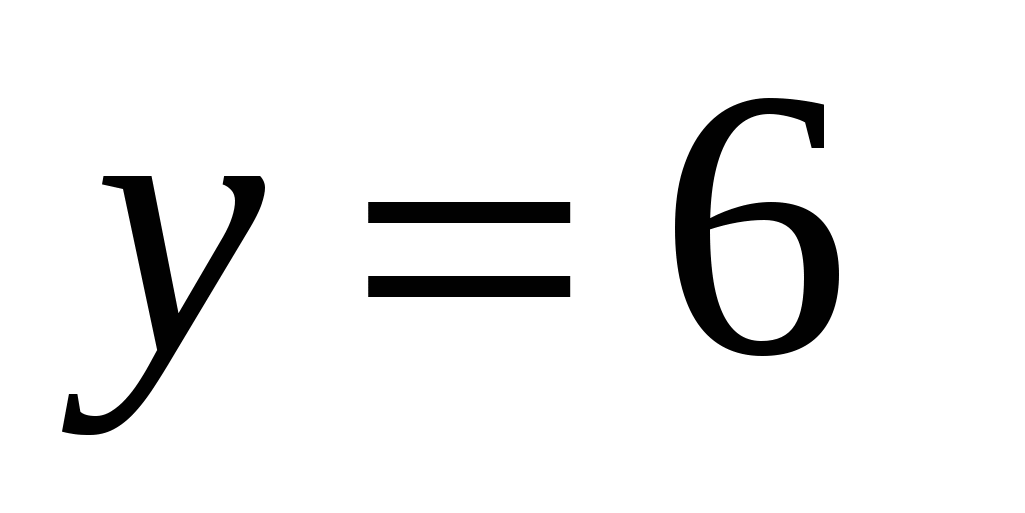 y = 6